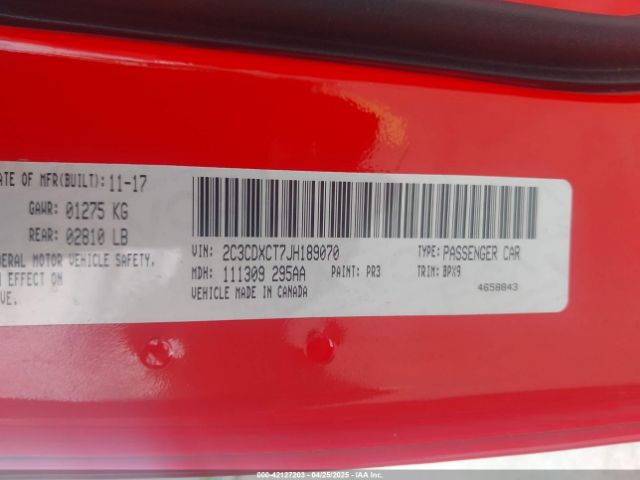 ATE OF MFR(BUILT): 11-17
GAWR: 01275 KG
REAR: 02810 LB
DERAL MOTOR VEHICLE SAFETY,
N EFFECT ON
VE.
VIN: 2C3CDXCT7JH189070 TYPE: PASSENGER CAR
MDH: 111309 295AA PAINT: PR3 TRIM: BPX9
VEHICLE MADE IN CANADA 4658843
000-42127203 - 04/25/2025 - IAA Inc.